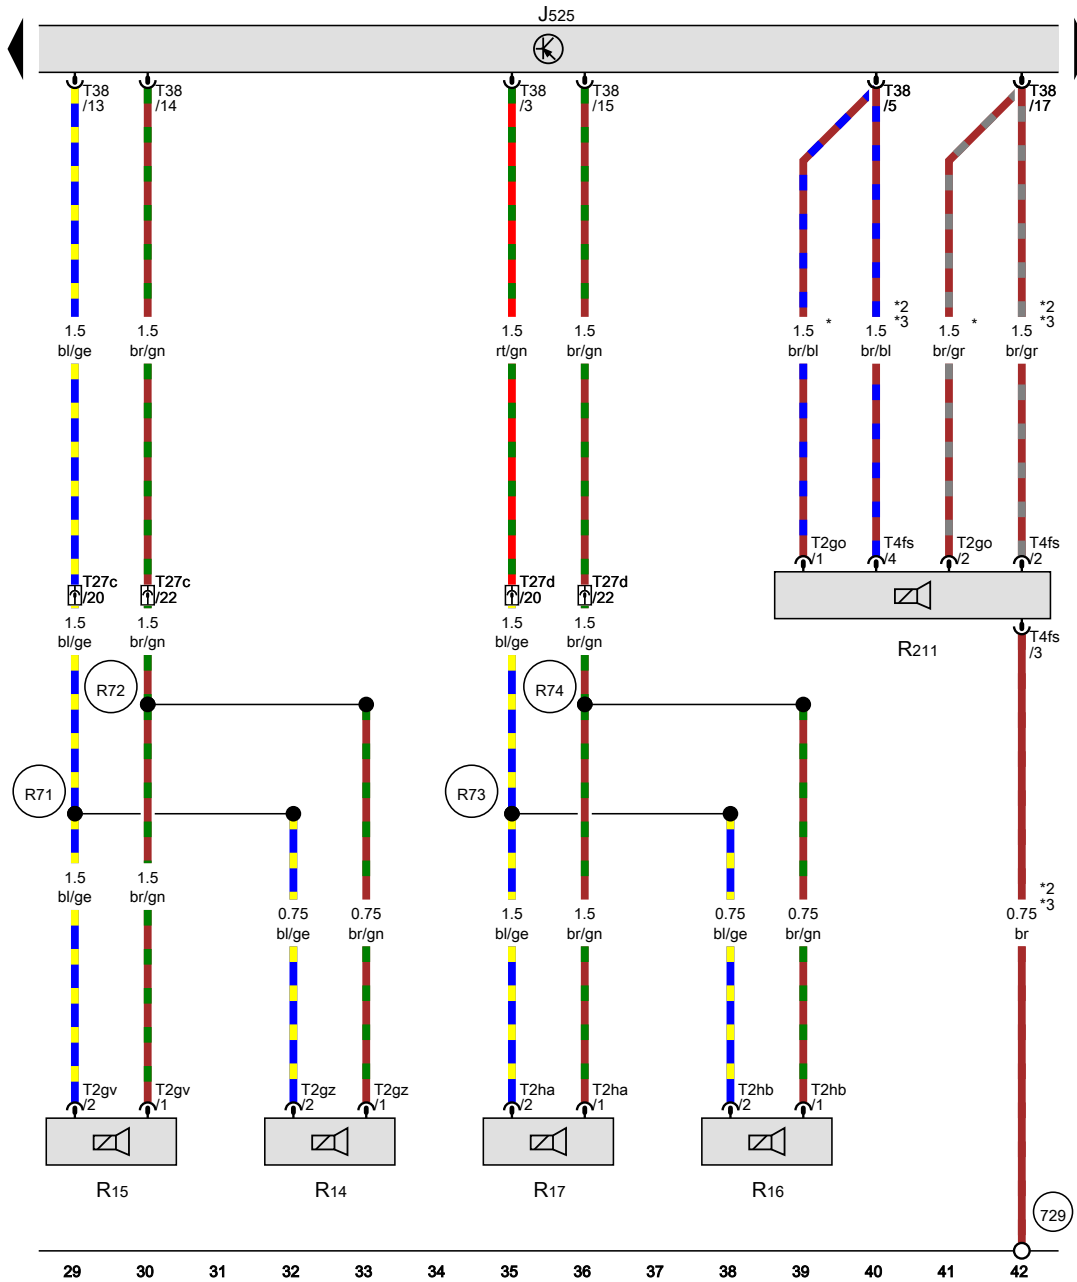 J525
T38 T38 T38 T38 T38 T38
/13 /14 /3 /15 /5 /17
*2 *2
1.5 1.5 1.5 1.5 1.5 * 1.5 *3 1.5 * 1.5 *3
bl/ge br/gn rt/gn br/gn br/bl br/bl br/gr br/gr
T2go T4fs T2go T4fs
/1 /4 /2 /2
T27c T27c T27d T27d
/20 /22 /20 /22
1.5 1.5 1.5 1.5
bl/ge br/gn bl/ge br/gn
T4fs
/3
R211
R72 R74
R71 R73
1.5 1.5
bl/ge br/gn
*2
*3
0.75 0.75 1.5 1.5 0.75 0.75 0.75
bl/ge br/gn bl/ge br/gn bl/ge br/gn br
T2gv T2gv T2gz T2gz T2ha T2ha T2hb T2hb
/2 /1 /2 /1 /2 /1 /2 /1
R15 R14 R17 R16
729
29 30 31 32 33 34 35 36 37 38 39 40 41 42